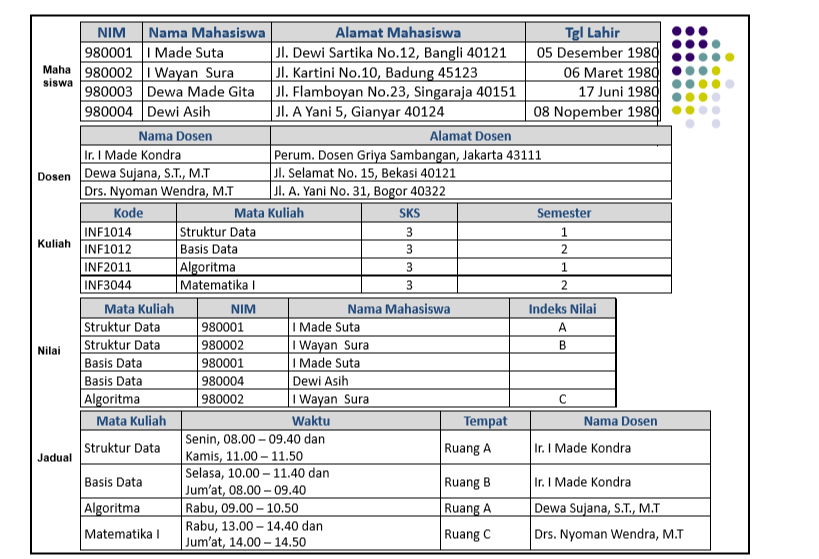 NIM Nama Mahasiswa Alamat Mahasiswa Tgl Lahir
Maha siswa
980001 I Made Suta Jl. Dewi Sartika No.12, Bangli 40121 05 Desember 1980
980002 I Wayan Sura Jl. Kartini No.10, Badung 45123 06 Maret 1980
980003 Dewa Made Gita Jl. Flamboyan No.23, Singaraja 40151 17 Juni 1980
980004 Dewi Asih Jl. A Yani 5, Gianyar 40124 08 Nopember 1980
Dosen
Nama Dosen Alamat Dosen
Ir. I Made Kondra Perum. Dosen Griya Sambangan, Jakarta 43111
Dewa Sujana, S.T., M.T Jl. Selamat No. 15, Bekasi 40121
Drs. Nyoman Wendra, M.T Jl. A. Yani No. 31, Bogor 40322
Kuliah
Kode Mata Kuliah SKS Semester
INF1014 Struktur Data 3 1
INF1012 Basis Data 3 2
INF2011 Algoritma 3 1
INF3044 Matematika I 3 2
Nilai
Mata Kuliah NIM Nama Mahasiswa Indeks Nilai
Struktur Data 980001 I Made Suta A
Struktur Data 980002 I Wayan Sura B
Basis Data 980001 I Made Suta
Basis Data 980004 Dewi Asih
Algoritma 980002 I Wayan Sura C
Jadual
Mata Kuliah Waktu Tempat Nama Dosen
Struktur Data Senin, 08.00 – 09.40 dan
Kamis, 11.00 – 11.50 Ruang A Ir. I Made Kondra
Basis Data Selasa, 10.00 – 11.40 dan
Jum'at, 08.00 – 09.40 Ruang B Ir. I Made Kondra
Algoritma Rabu, 09.00 – 10.50 Ruang A Dewa Sujana, S.T., M.T
Matematika I Rabu, 13.00 – 14.40 dan
Jum'at, 14.00 – 14.50 Ruang C Drs. Nyoman Wendra, M.T